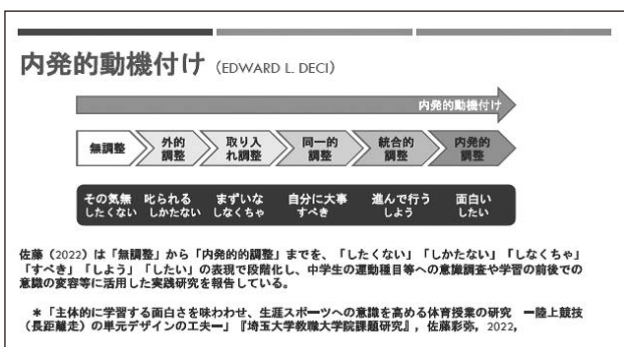 内発的動機付け (EDWARD L. DECI)
内発的動機付け
無調整 外的調整 取り入れ調整 同一的調整 統合的調整 内発的調整
その気無 叱られる まずいな 自分に大事 進んで行う 面白い
したくない しかたない しなくちゃ すべき しよう したい
佐藤（2022）は「無調整」から「内発的的調整」までを、「したくない」「しかたない」「しなくちゃ」
「すべき」「しよう」「したい」の表現で段階化し、中学生の運動種目等への意識調査や学習の前後での
意識の変容等に活用した実践研究を報告している。
＊「主体的に学習する面白さを味わわせ、生涯スポーツへの意識を高める体育授業の研究　ー陸上競技
（長距離走）の単元デザインの工夫ー」『埼玉大学教職大学院課題研究』，佐藤彩弥，2022，